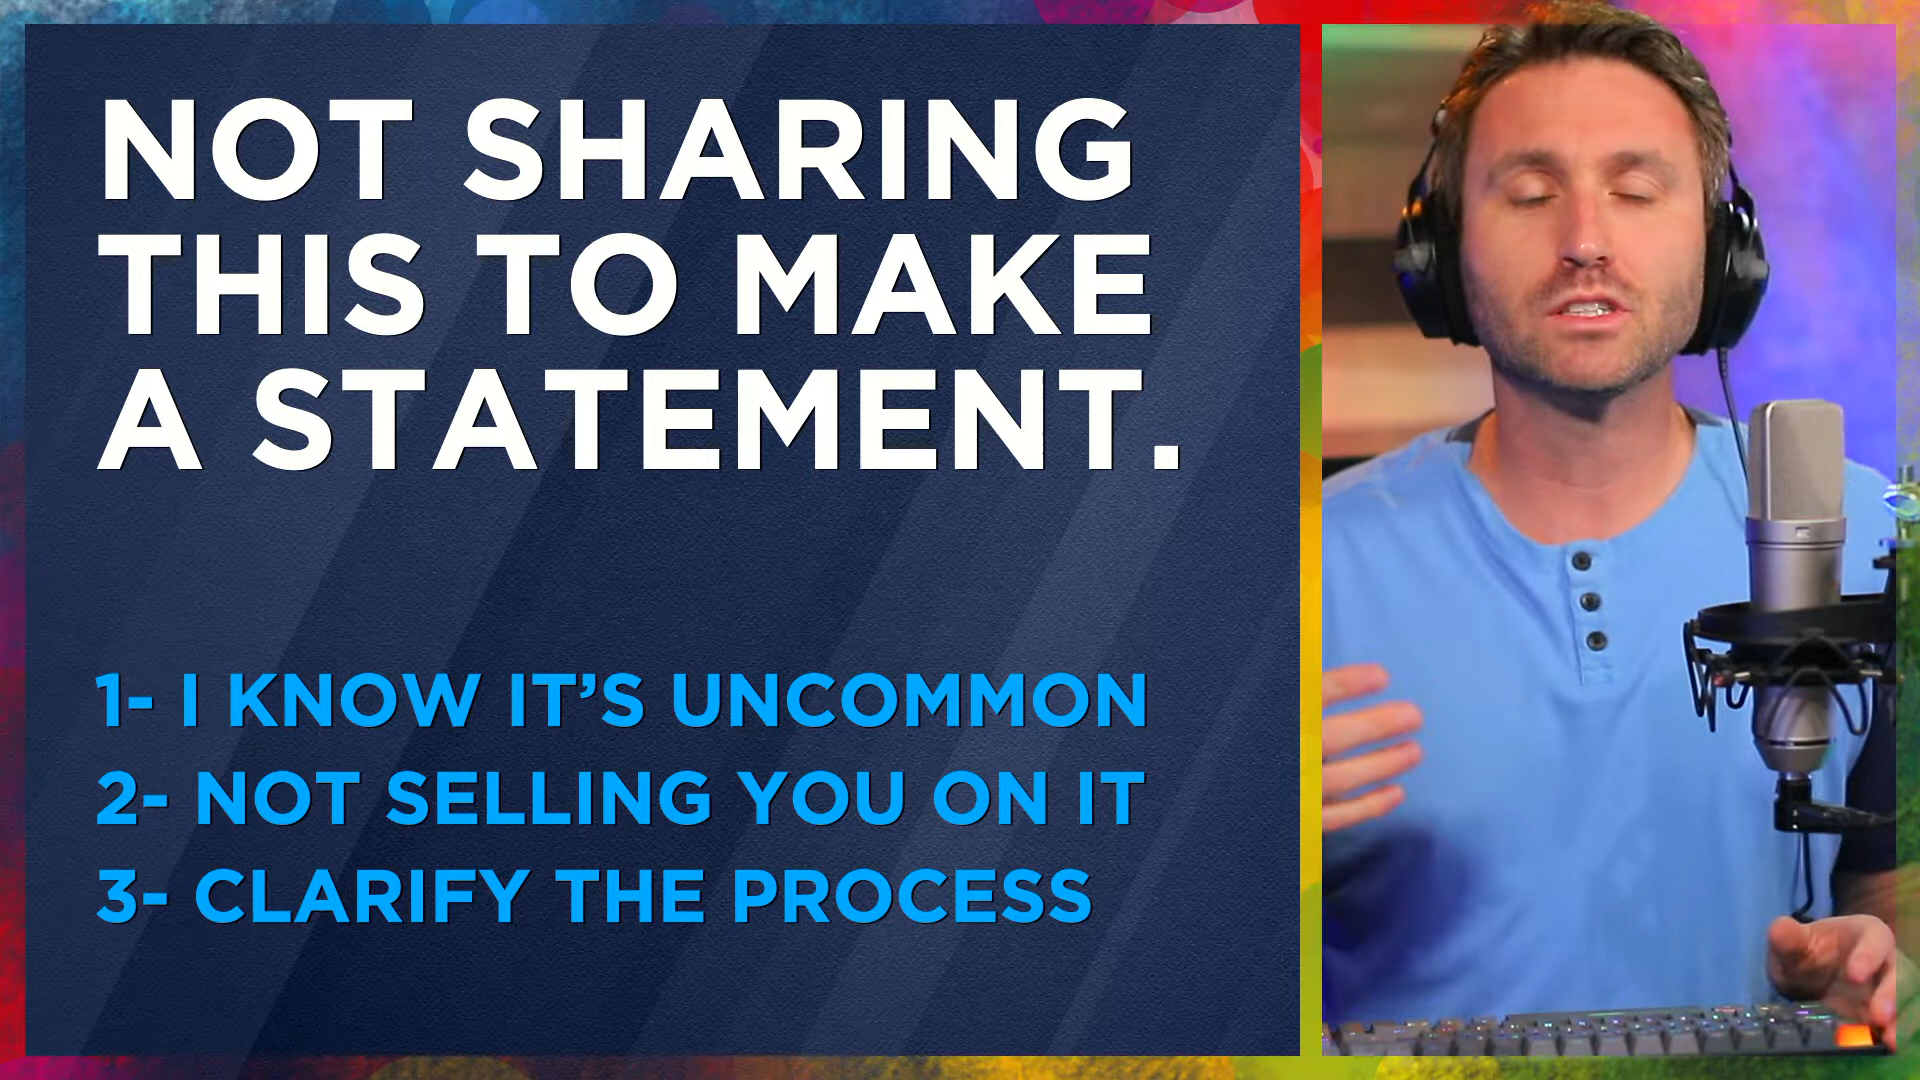 NOT SHARING
THIS TO MAKE
A STATEMENT.
1- I KNOW IT’S UNCOMMON
2- NOT SELLING YOU ON IT
3- CLARIFY THE PROCESS